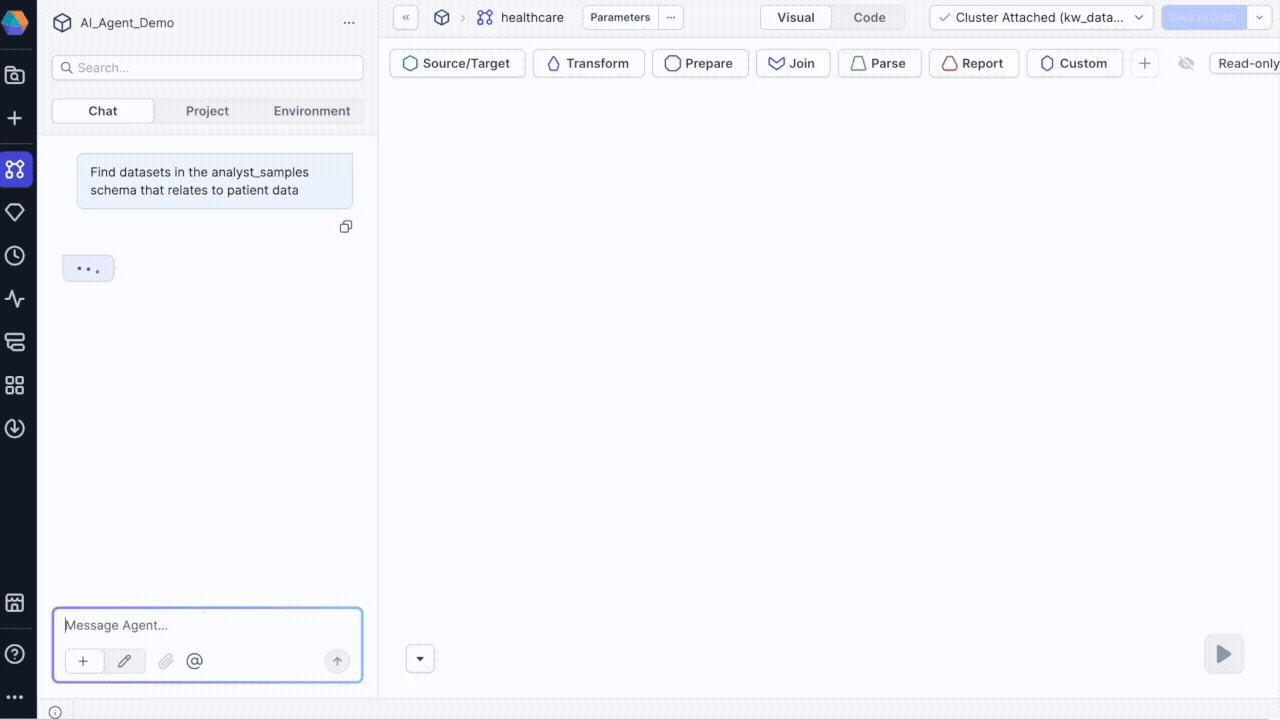 AI_Agent_Demo
Search...
Chat Project Environment
Find datasets in the analyst_samples
schema that relates to patient data
Message Agent...
healthcare
Parameters
Visual Code
Cluster Attached (kw_data...
Save to Draft
Source/Target Transform Prepare Join Parse Report Custom
Read-only